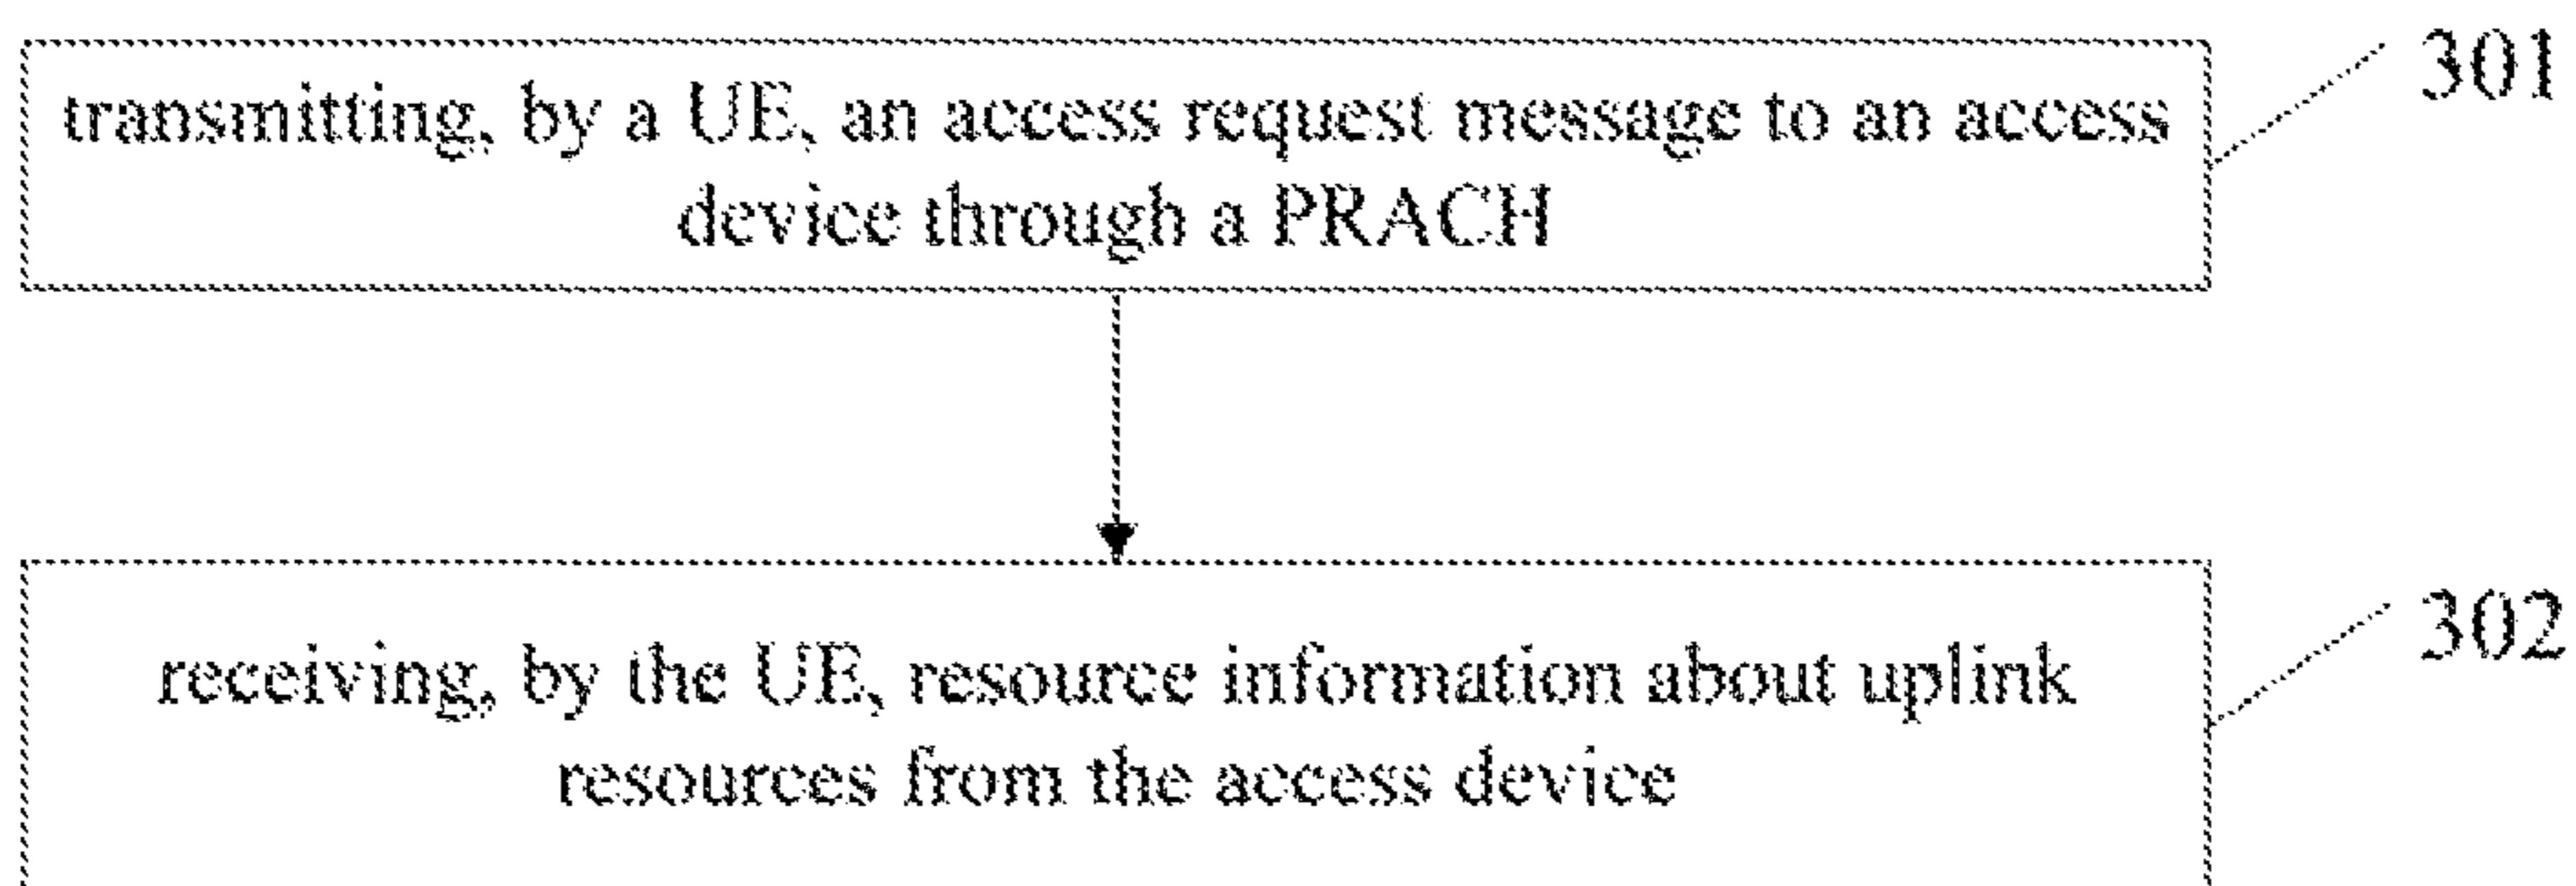 transmitting, by a UE, an access request message to an access
device through a PRACH
301
receiving, by the UE, resource information about uplink
resources from the access device
302